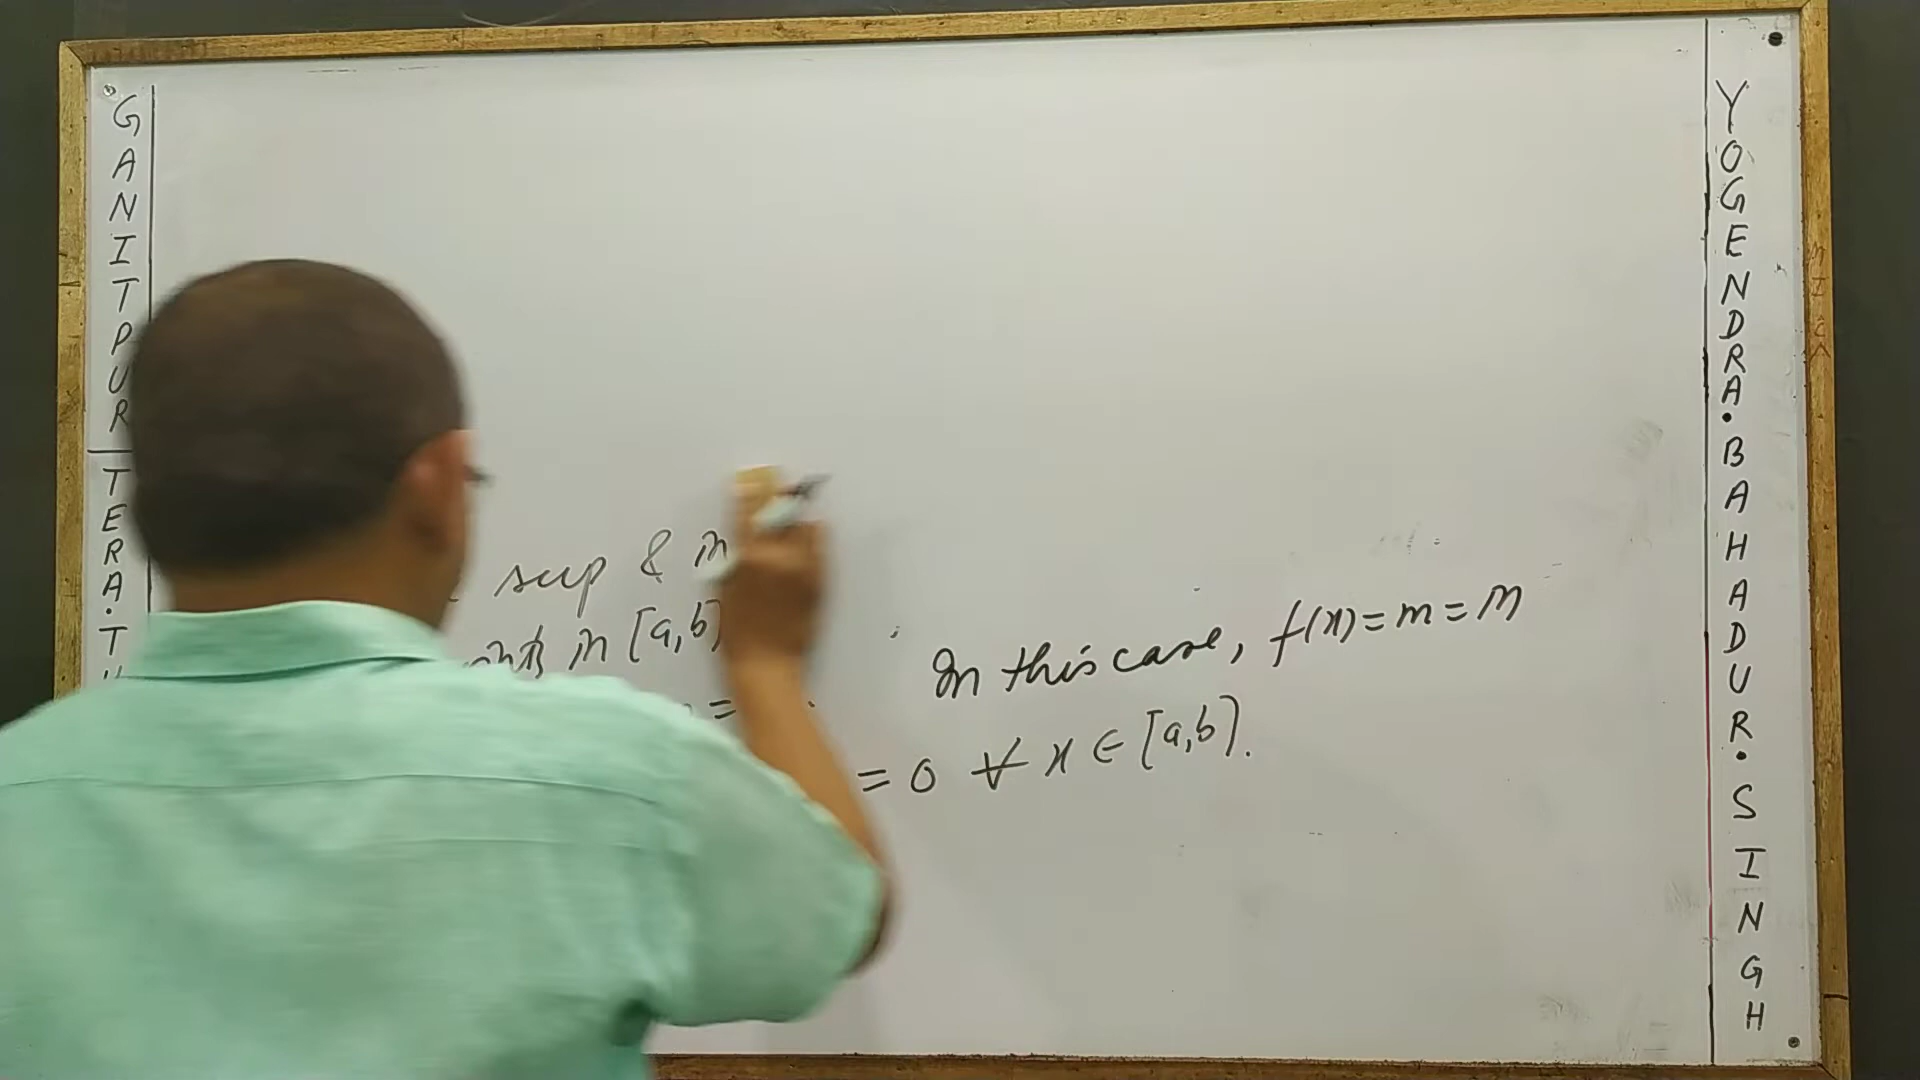 GANITPUR
TERA.T
sup & in
in [a,b]
In this case, f(x) = m = M
=
= 0 ∀ x ∈ [a,b].
YOGENDRA.BAHADUR.SINGH